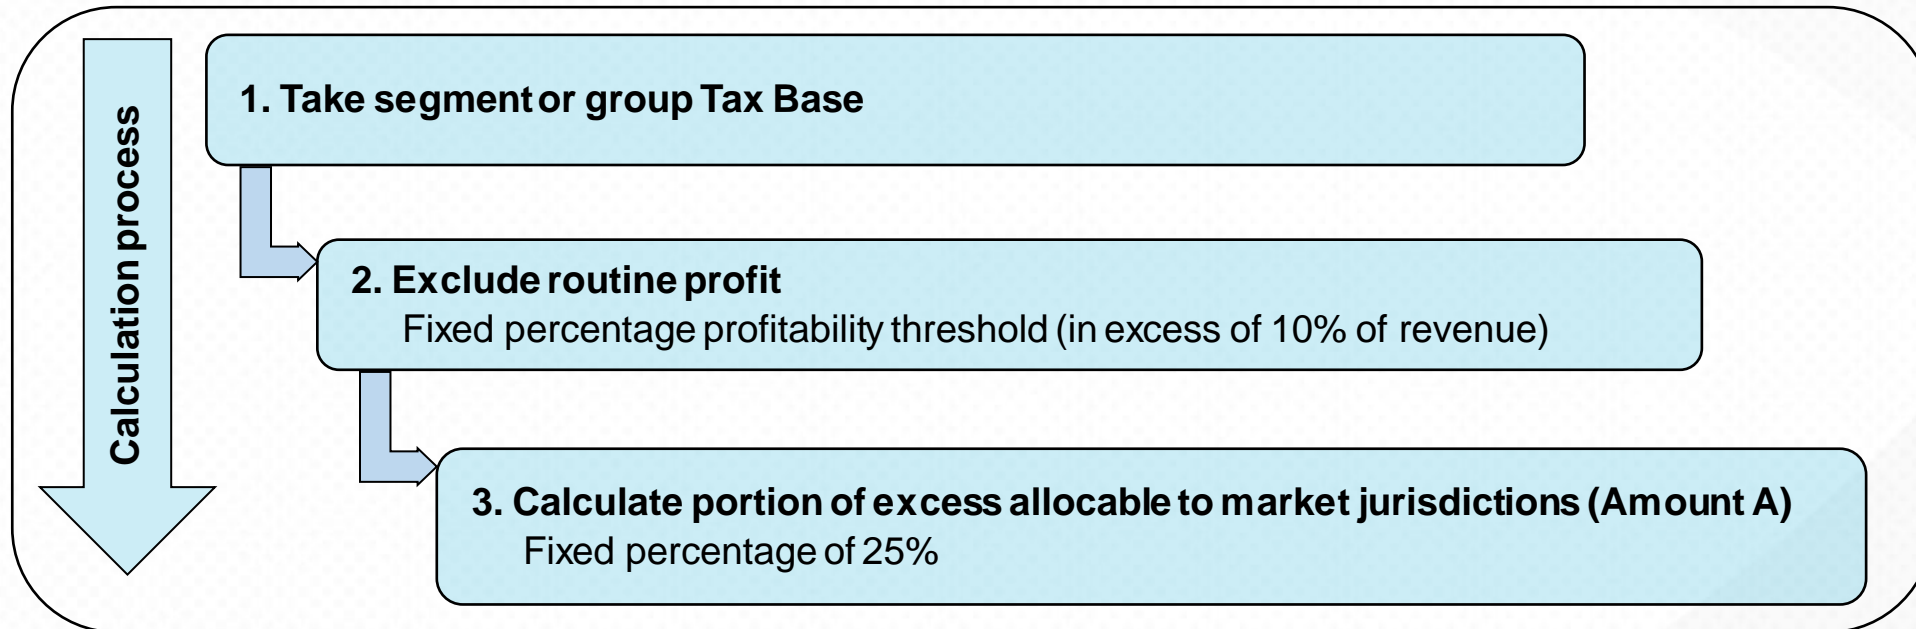 Calculation process
1. Take segment or group Tax Base
2. Exclude routine profit
Fixed percentage profitability threshold (in excess of 10% of revenue)
3. Calculate portion of excess allocable to market jurisdictions (Amount A)
Fixed percentage of 25%